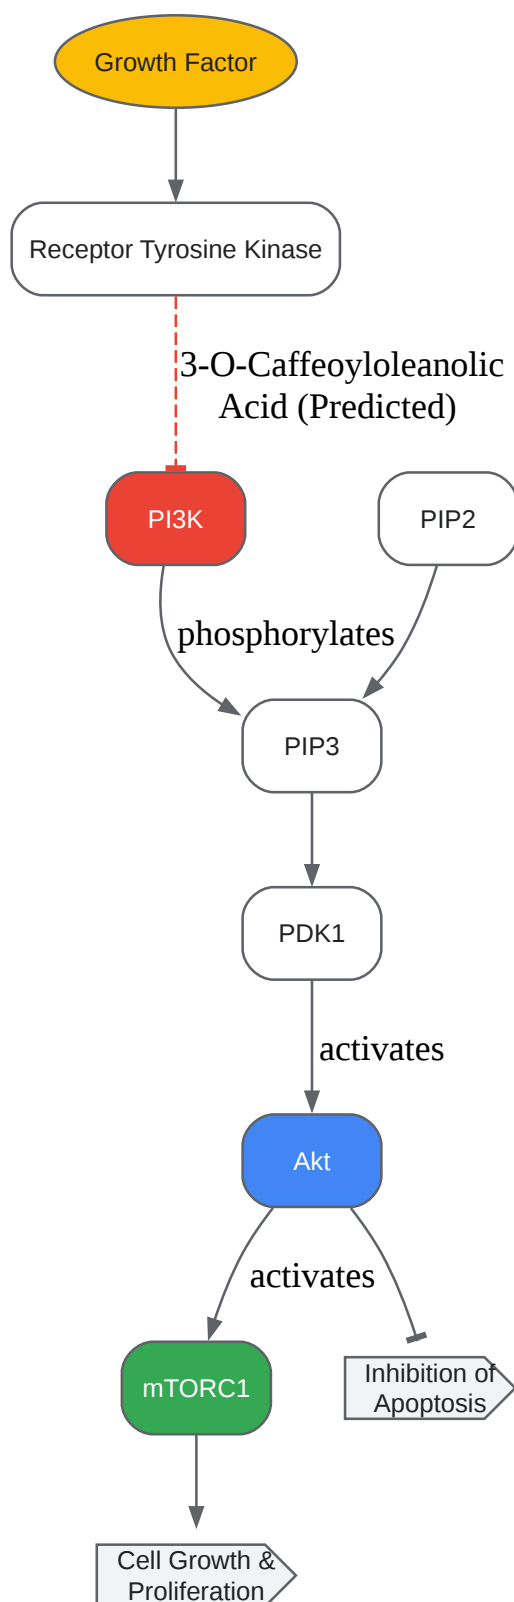 Growth Factor
Receptor Tyrosine Kinase
3-O-Caffeoyloleanolic
Acid (Predicted)
PI3K
PIP2
phosphorylates
PIP3
PDK1
activates
Akt
activates
mTORC1
Inhibition of
Apoptosis
Cell Growth &
Proliferation